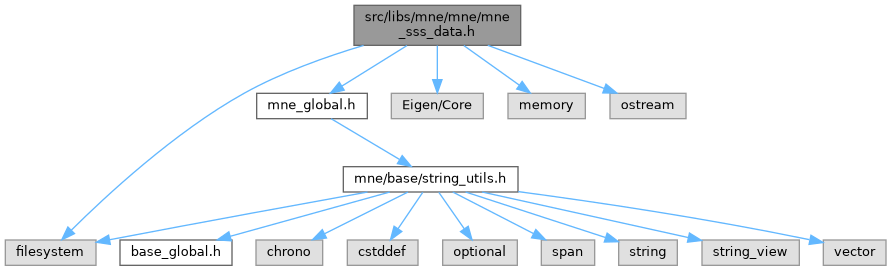 src/libs/mne/mne/mne
_sss_data.h
mne_global.h
Eigen/Core
memory
ostream
mne/base/string_utils.h
filesystem
base_global.h
chrono
cstddef
optional
span
string
string_view
vector